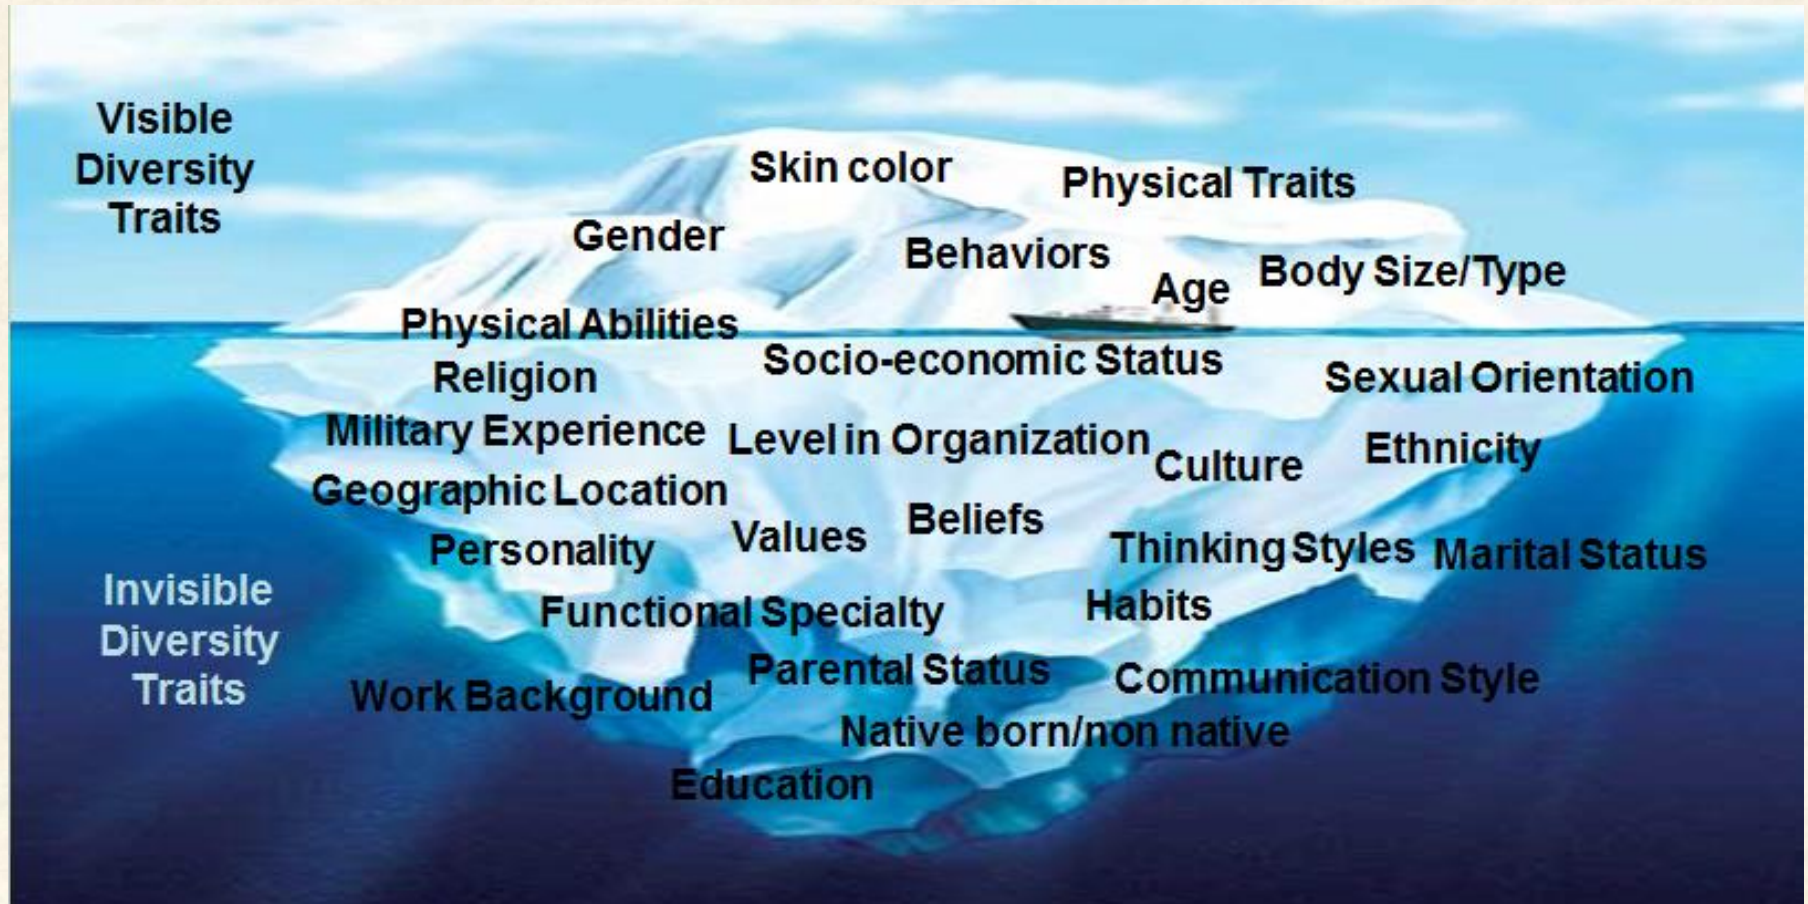 Visible
Diversity
Traits
Skin color
Physical Traits
Gender
Behaviors
Age
Body Size/Type
Physical Abilities
Socio-economic Status
Religion
Sexual Orientation
Military Experience
Level in Organization
Culture
Ethnicity
Geographic Location
Values
Beliefs
Personality
Thinking Styles
Marital Status
Invisible
Diversity
Traits
Functional Specialty
Habits
Work Background
Parental Status
Communication Style
Native born/non native
Education